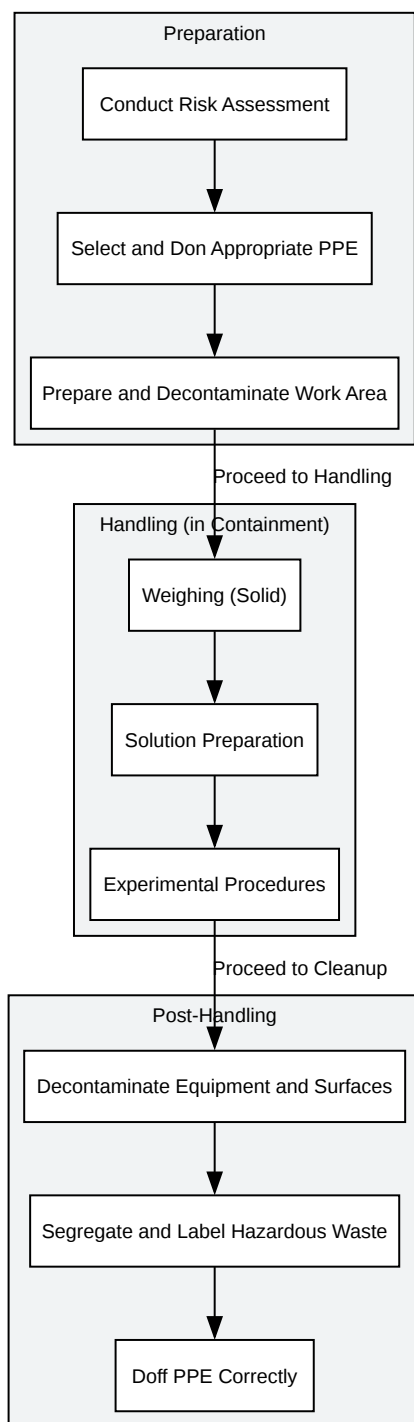 Preparation
Conduct Risk Assessment
Select and Don Appropriate PPE
Prepare and Decontaminate Work Area
Proceed to Handling
Handling (in Containment)
Weighing (Solid)
Solution Preparation
Experimental Procedures
Proceed to Cleanup
Post-Handling
Decontaminate Equipment and Surfaces
Segregate and Label Hazardous Waste
Doff PPE Correctly